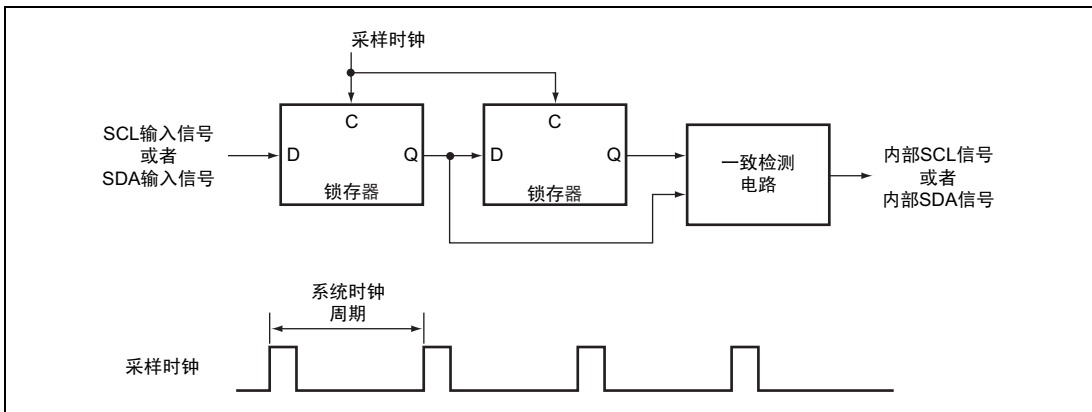 采样时钟
SCL输入信号
或者
SDA输入信号
C
D
Q
锁存器
C
D
Q
锁存器
一致检测
电路
内部SCL信号
或者
内部SDA信号
系统时钟
周期
采样时钟